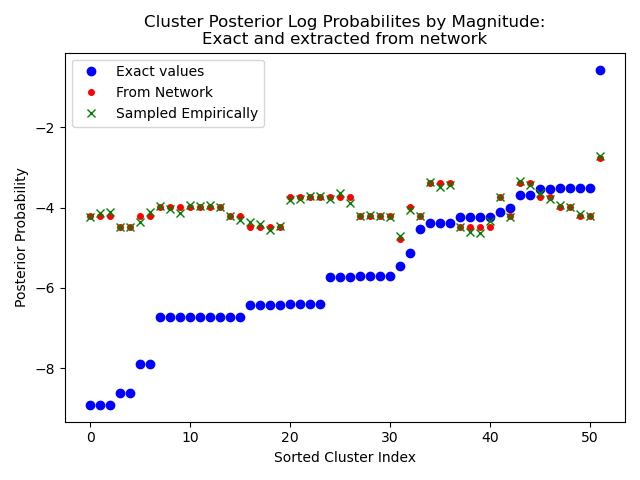 Cluster Posterior Log Probabilites by Magnitude:
Exact and extracted from network
Exact values
From Network
Sampled Empirically
Posterior Probability
−2
−4
−6
−8
0 10 20 30 40 50
Sorted Cluster Index